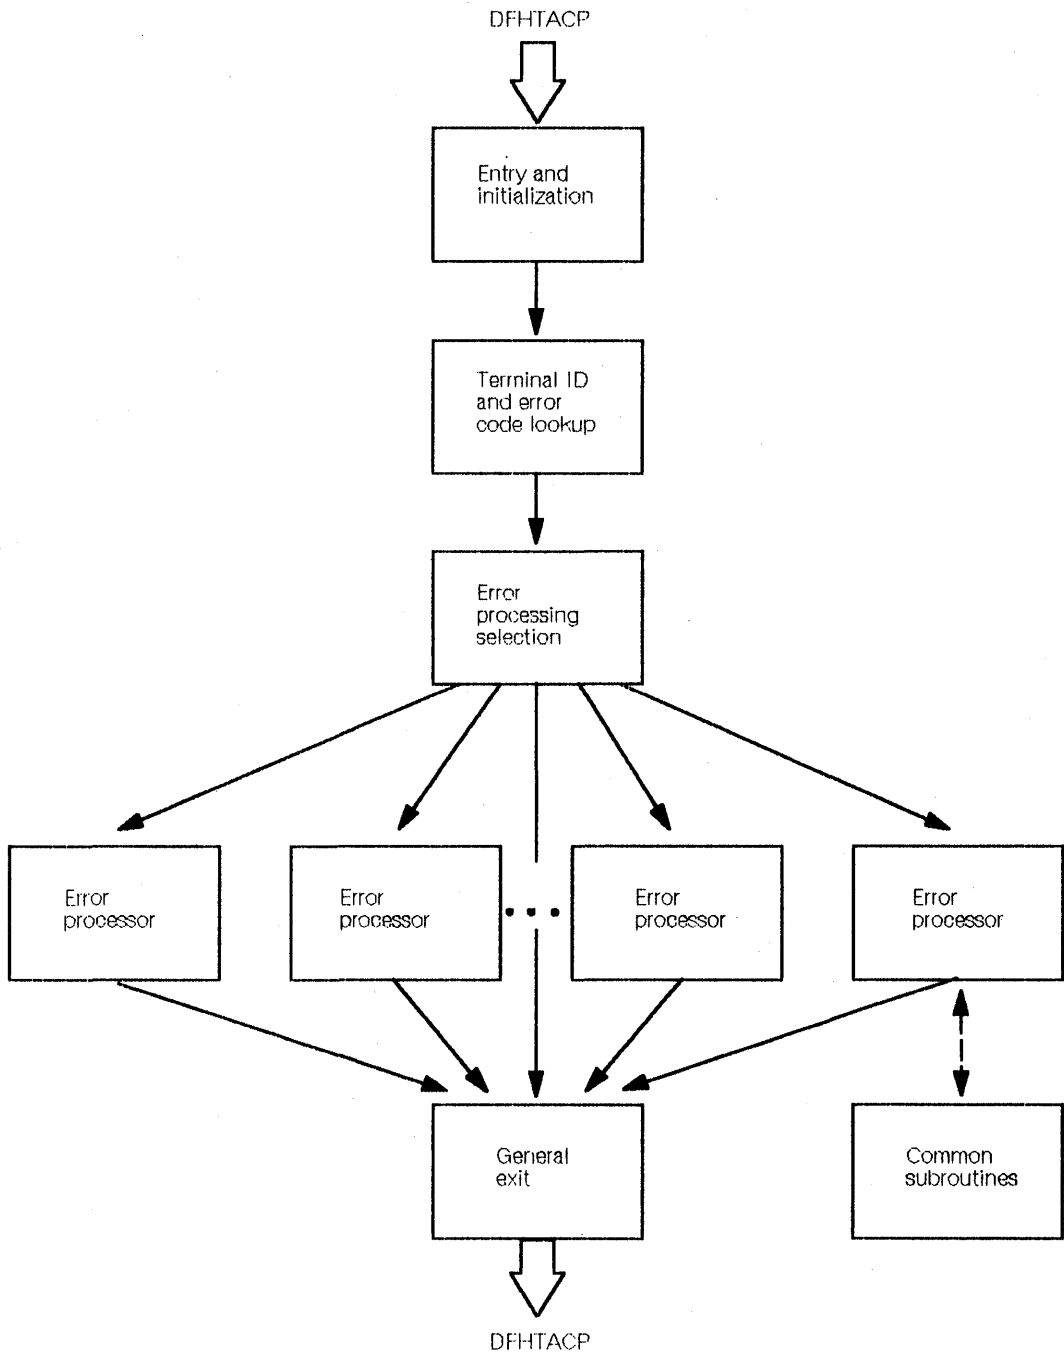 DFHTACP
Entry and
initialization
Terminal ID
and error
code lookup
Error
processing
selection
Error
processor
Error
processor
Error
processor
Error
processor
General
exit
Common
subroutines
DFHTACP